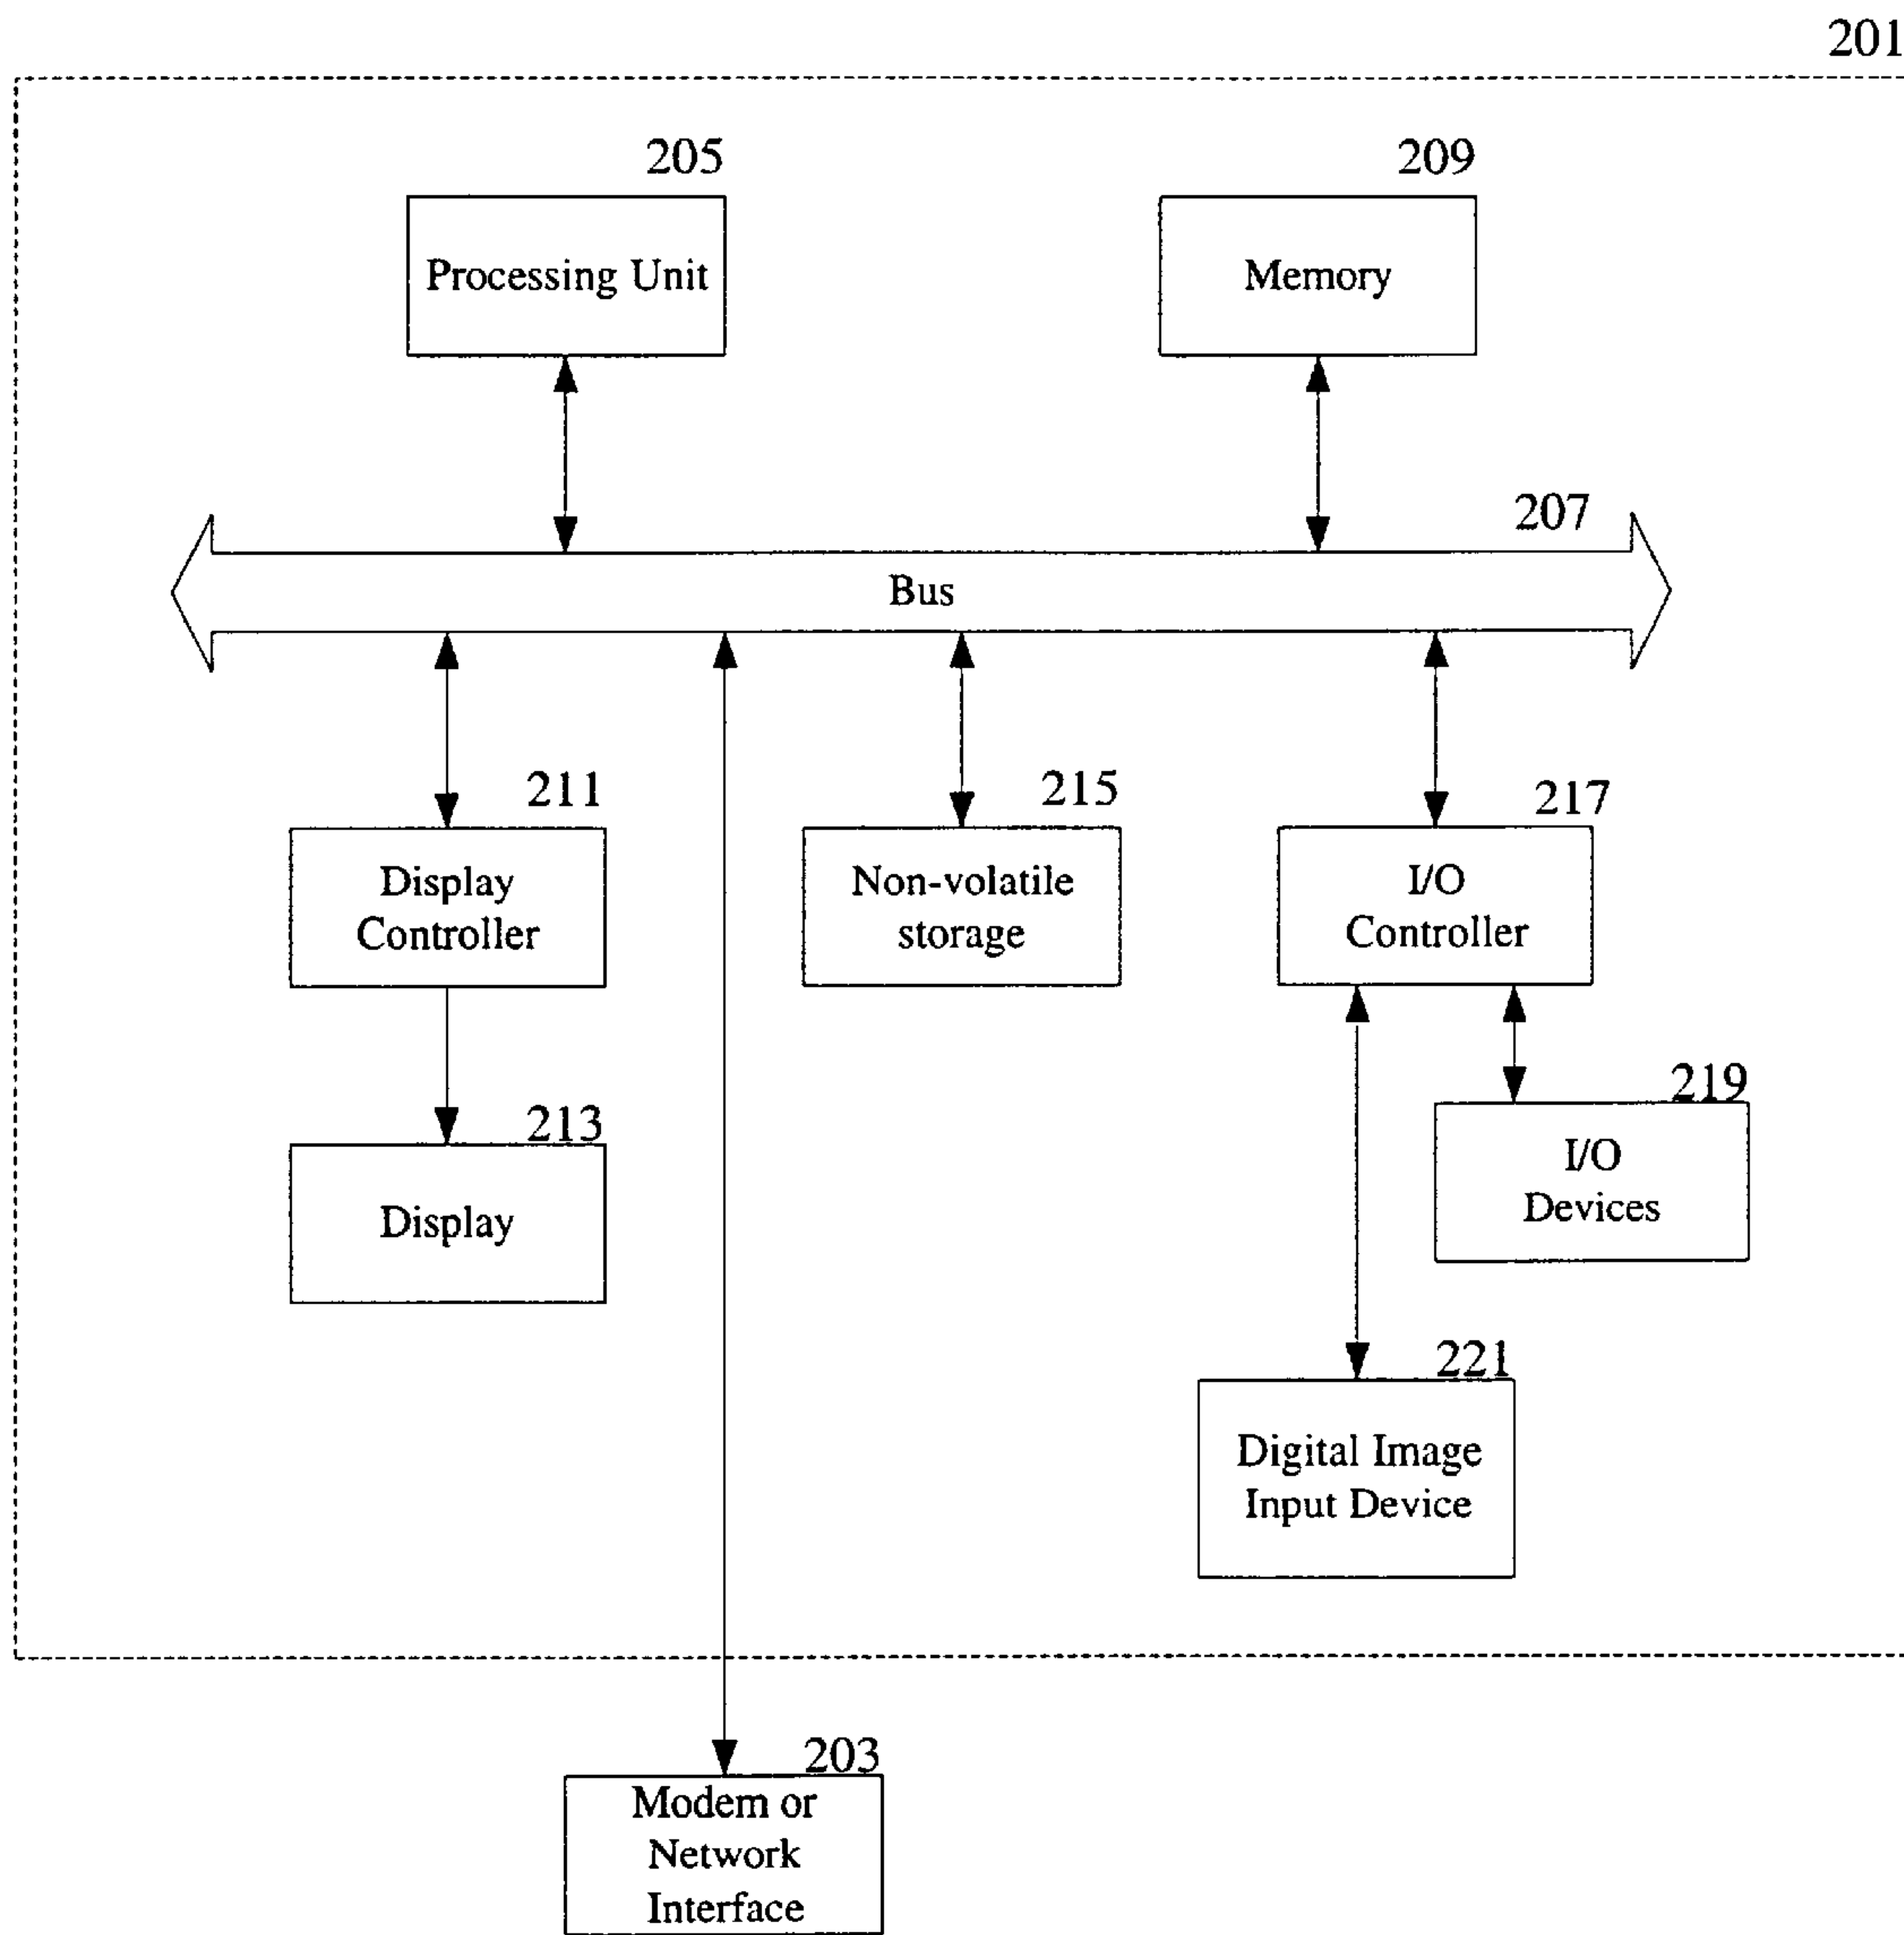 201
205
209
Processing Unit
Memory
207
Bus
211
215
217
Display
Controller
Non-volatile
storage
I/O
Controller
213
219
Display
I/O
Devices
221
Digital Image
Input Device
203
Modem or
Network
Interface